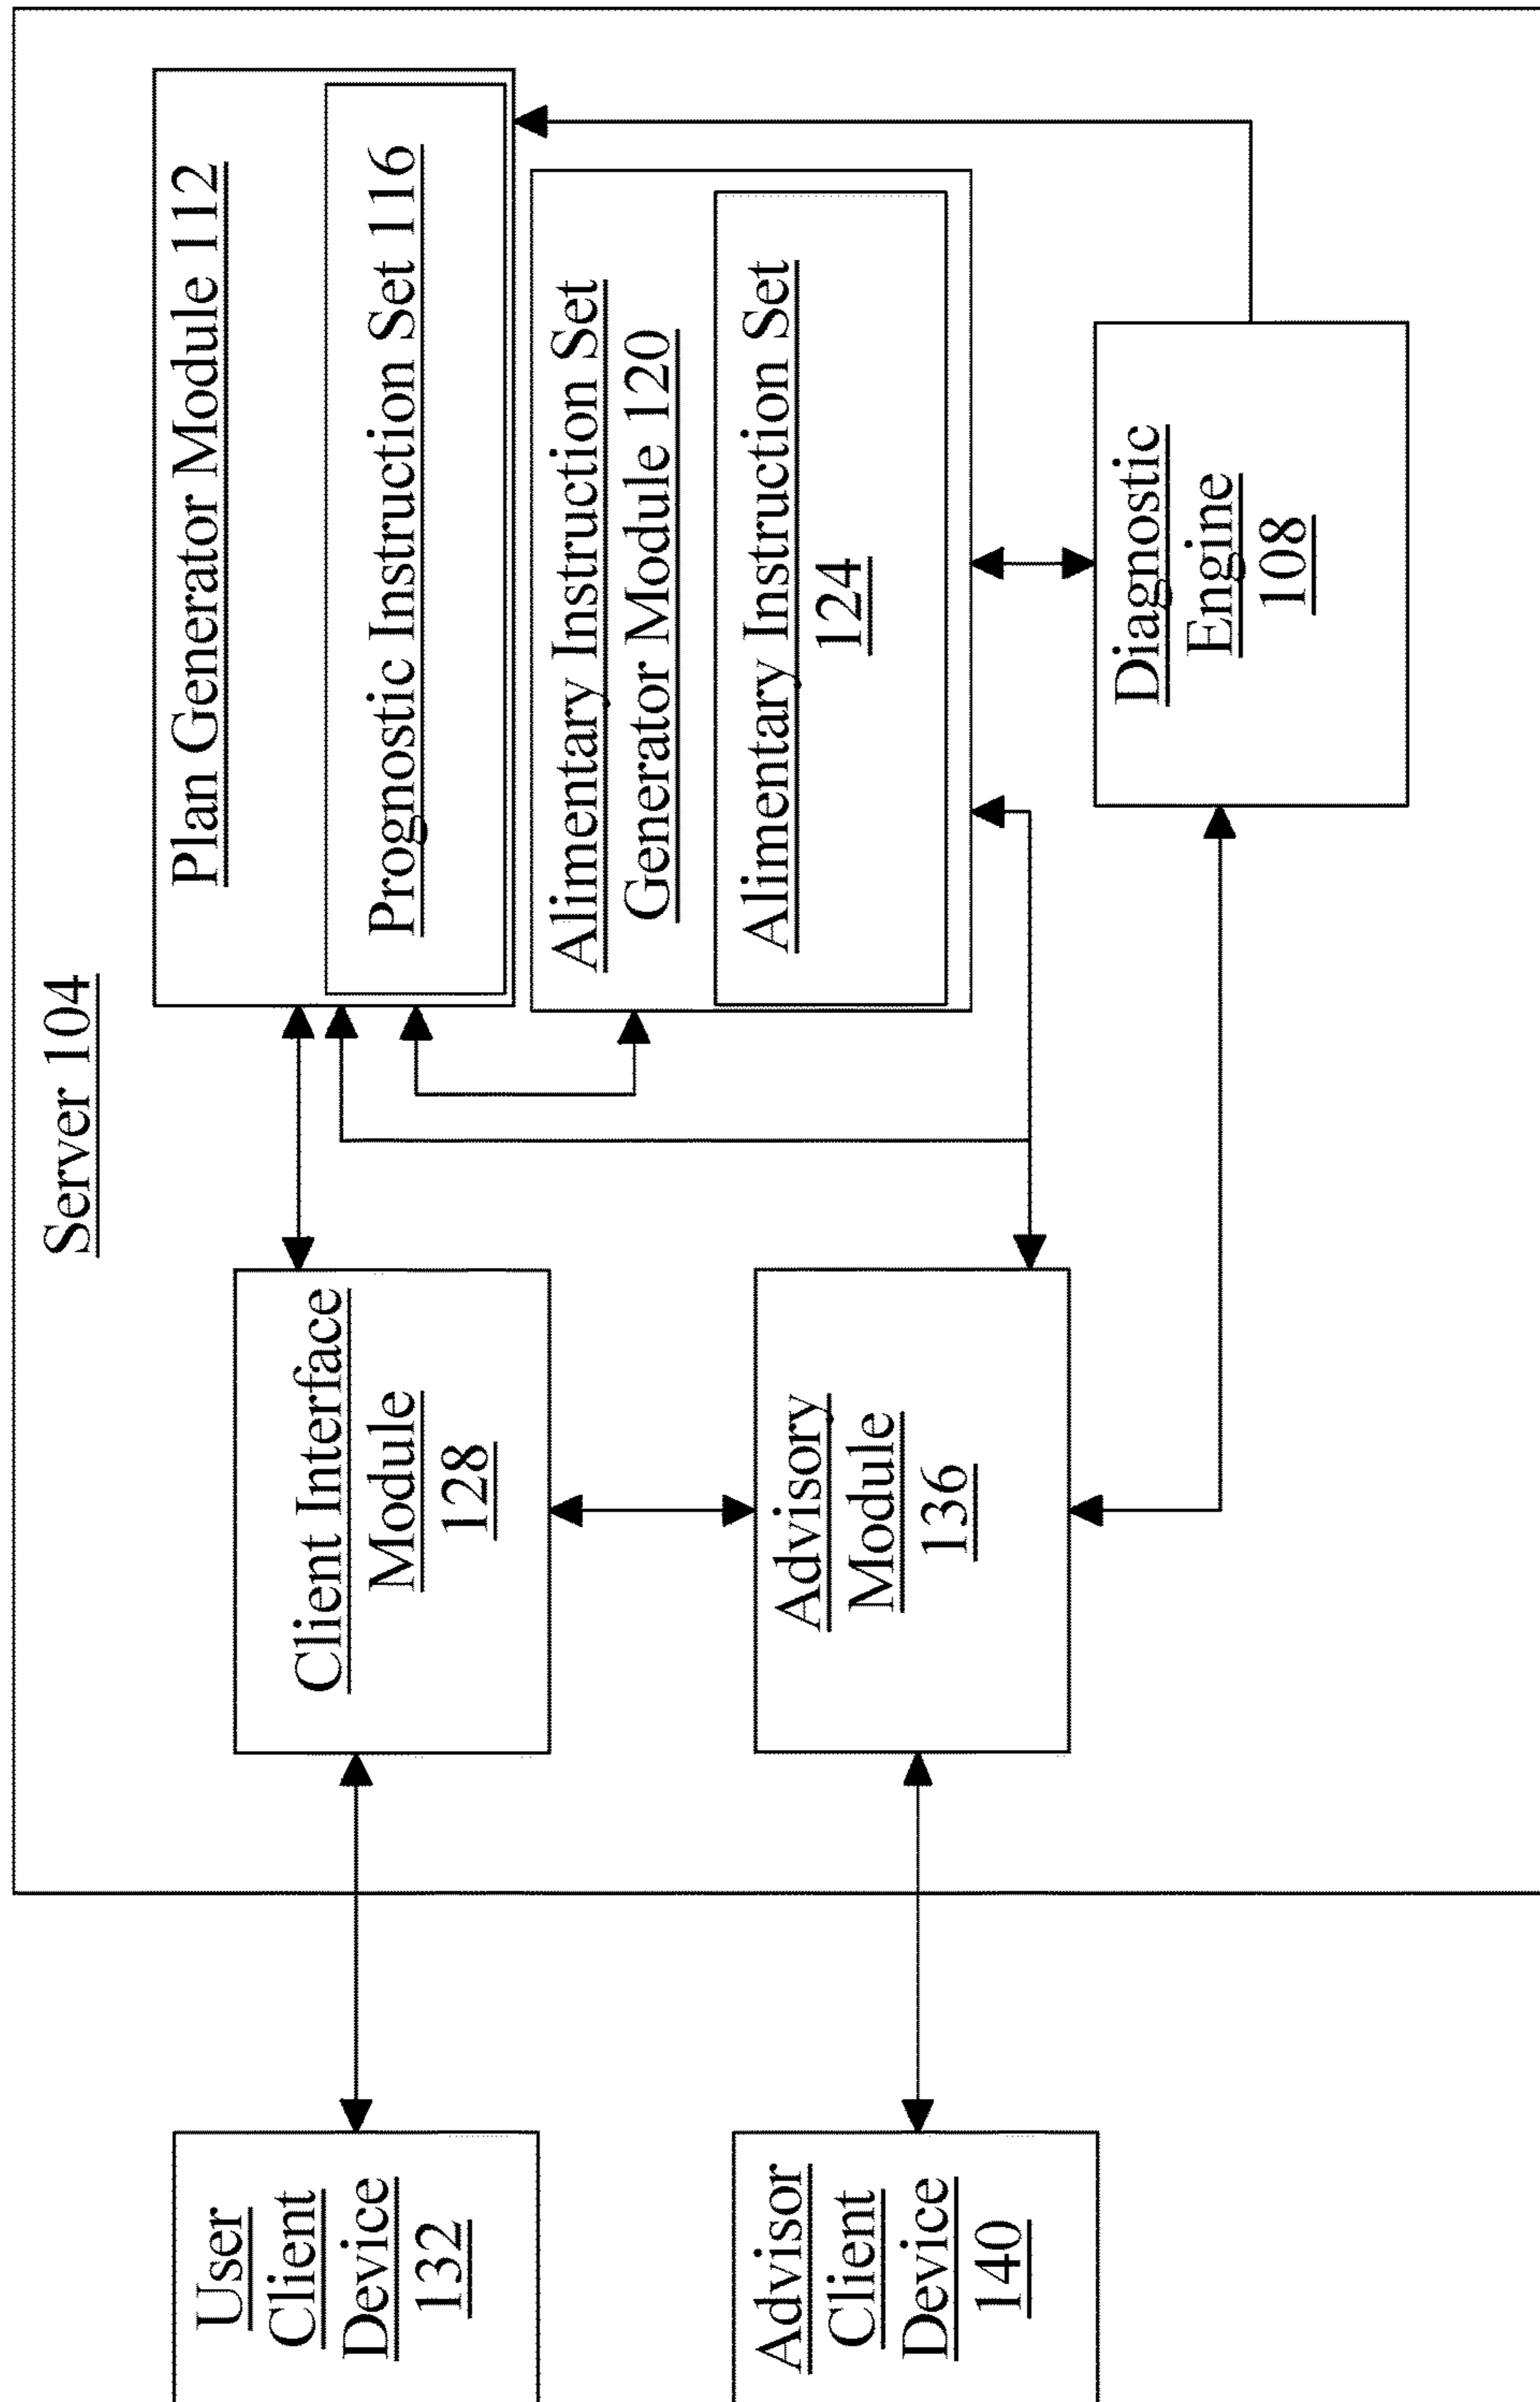 Server 104
User
Client
Device
132
Client Interface
Module
128
Plan Generator Module 112
Prognostic Instruction Set 116
Alimentary Instruction Set
Generator Module 120
Alimentary Instruction Set
124
Advisor
Client
Device
140
Advisory
Module
136
Diagnostic
Engine
108